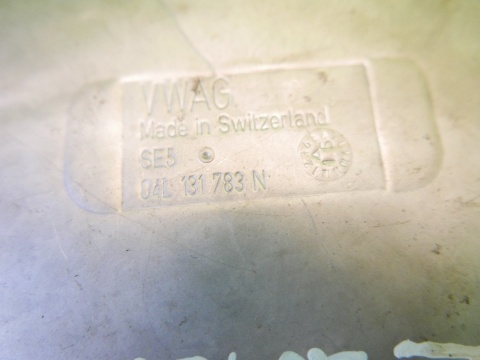 VWAG
Made in Switzerland
SE5
04L 131 783 N